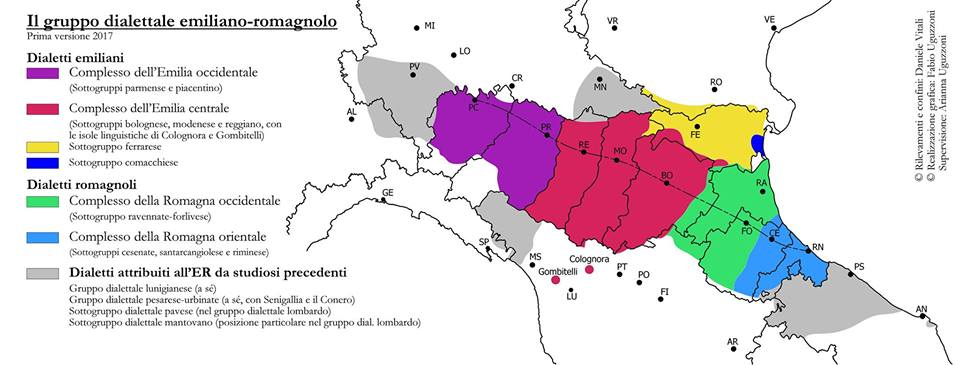 Il gruppo dialettale emiliano-romagnolo
Prima versione 2017
Dialetti emiliani
Complesso dell'Emilia occidentale
(Sottogruppi parmense e piacentino)
Complesso dell'Emilia centrale
(Sottogruppi bolognese, modenese e reggiano, con
le isole linguistiche di Colognora e Gombitelli)
Sottogruppo ferrarese
Sottogruppo comacchiese
Dialetti romagnoli
Complesso della Romagna occidentale
(Sottogruppo ravennate-forlivese)
Complesso della Romagna orientale
(Sottogruppi cesenate, santarcangiolese e riminese)
Dialetti attribuiti all'ER da studiosi precedenti
Gruppo dialettale lunigianese (a sé)
Gruppo dialettale pesarese-urbinate (a sé, con Senigallia e il Conero)
Sottogruppo dialettale pavese (nel gruppo dialettale lombardo)
Sottogruppo dialettale mantovano (posizione particolare nel gruppo dial. lombardo)
MI
VR
VE
LO
PV
CR
MN
RO
AL
PC
PR
FE
RE
MO
BO
RA
GE
FO
CE
RN
SP
MS
Colognora
Gombitelli
PT
PO
PS
LU
FI
AN
AR
© Rilevamenti e confini: Daniele Vitali
© Realizzazione grafica: Fabio Uguzzoni
Supervisione: Arianna Uguzzoni